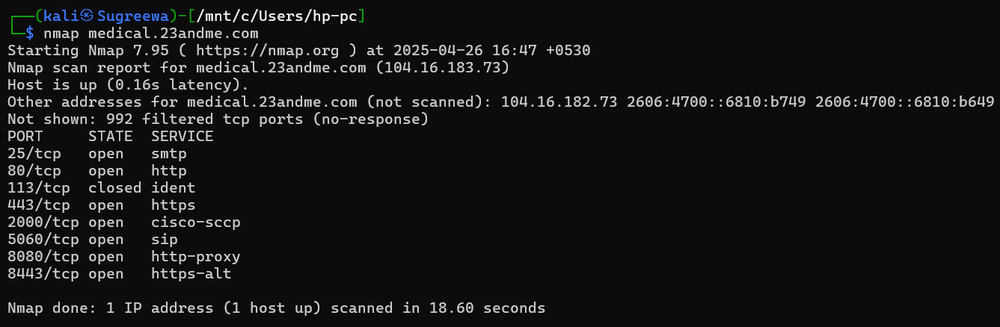 ┌──(kali㉿Sugreewa)-[/mnt/c/Users/hp-pc]
└─$ nmap medical.23andme.com
Starting Nmap 7.95 ( https://nmap.org ) at 2025-04-26 16:47 +0530
Nmap scan report for medical.23andme.com (104.16.183.73)
Host is up (0.16s latency).
Other addresses for medical.23andme.com (not scanned): 104.16.182.73 2606:4700::6810:b749 2606:4700::6810:b649
Not shown: 992 filtered tcp ports (no-response)
PORT     STATE  SERVICE
25/tcp   open   smtp
80/tcp   open   http
113/tcp  closed ident
443/tcp  open   https
2000/tcp open   cisco-sccp
5060/tcp open   sip
8080/tcp open   http-proxy
8443/tcp open   https-alt
Nmap done: 1 IP address (1 host up) scanned in 18.60 seconds